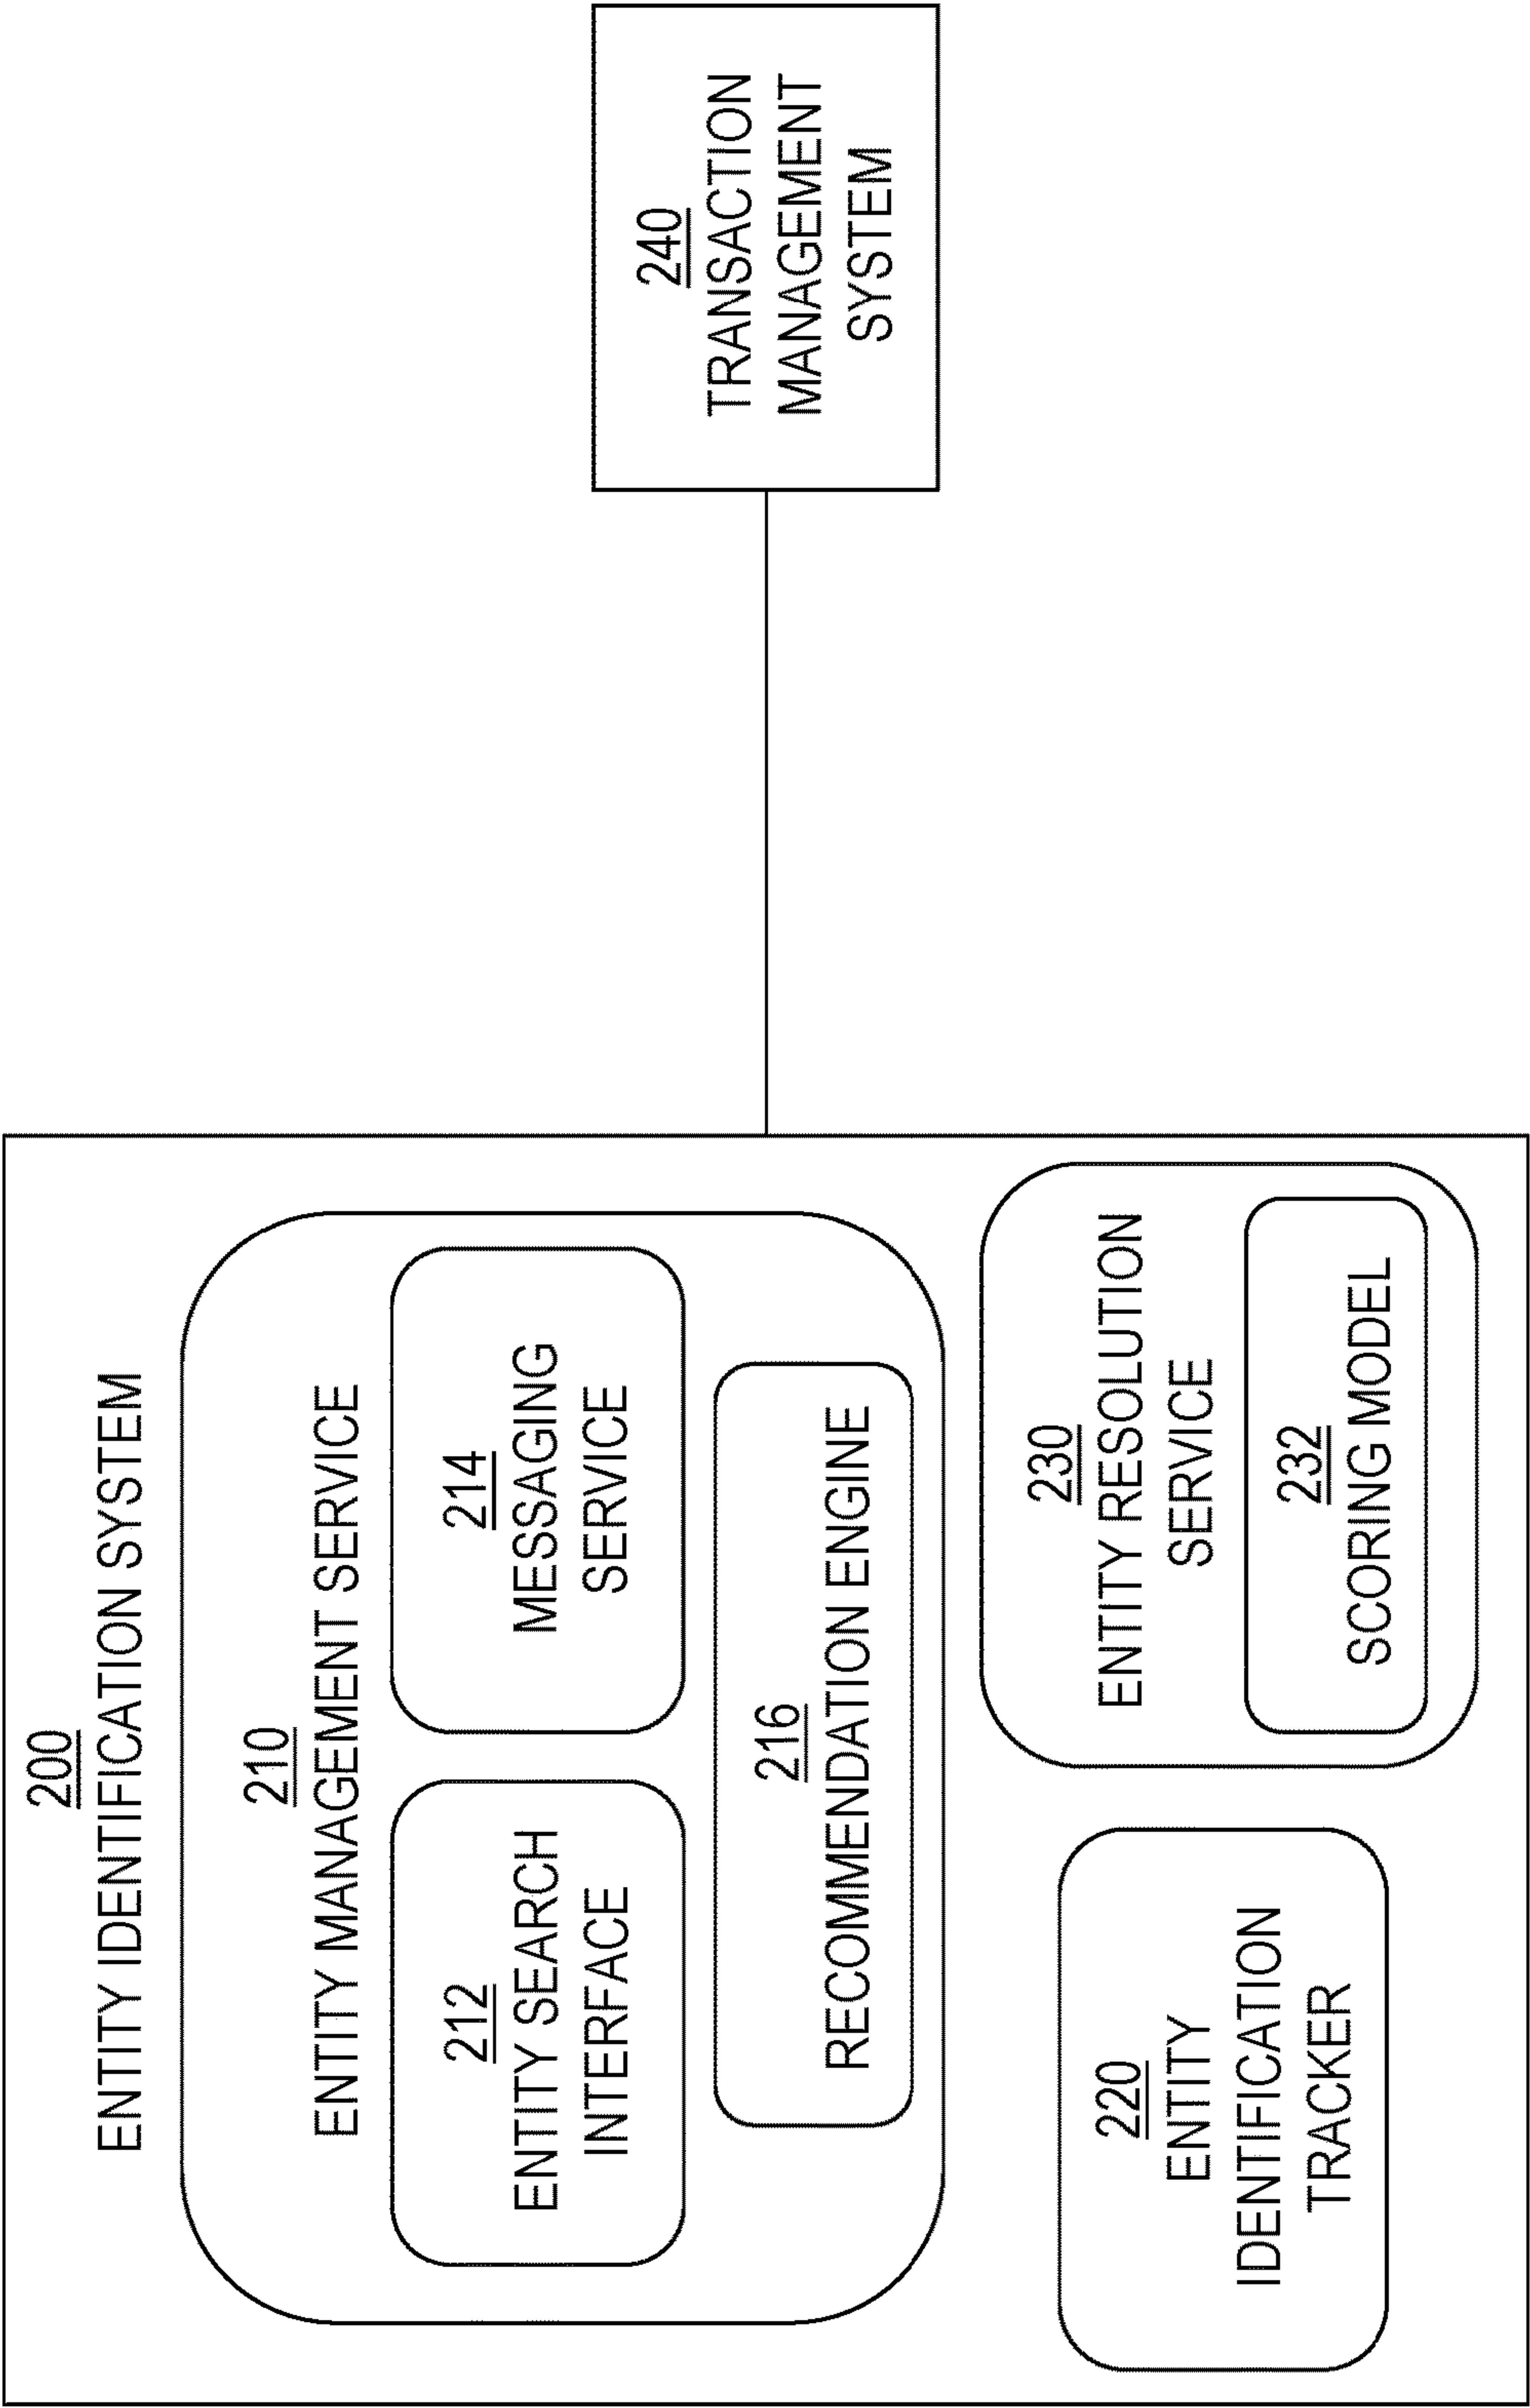 200
ENTITY IDENTIFICATION SYSTEM
210
ENTITY MANAGEMENT SERVICE
212
ENTITY SEARCH
INTERFACE
214
MESSAGING
SERVICE
216
RECOMMENDATION ENGINE
220
ENTITY
IDENTIFICATION
TRACKER
230
ENTITY RESOLUTION
SERVICE
232
SCORING MODEL
240
TRANSACTION
MANAGEMENT
SYSTEM